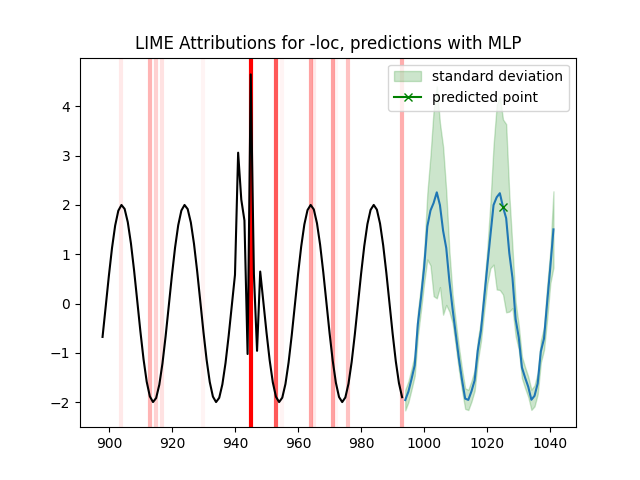 LIME Attributions for -loc, predictions with MLP
standard deviation
predicted point
4
3
2
1
0
−1
−2
900 920 940 960 980 1000 1020 1040